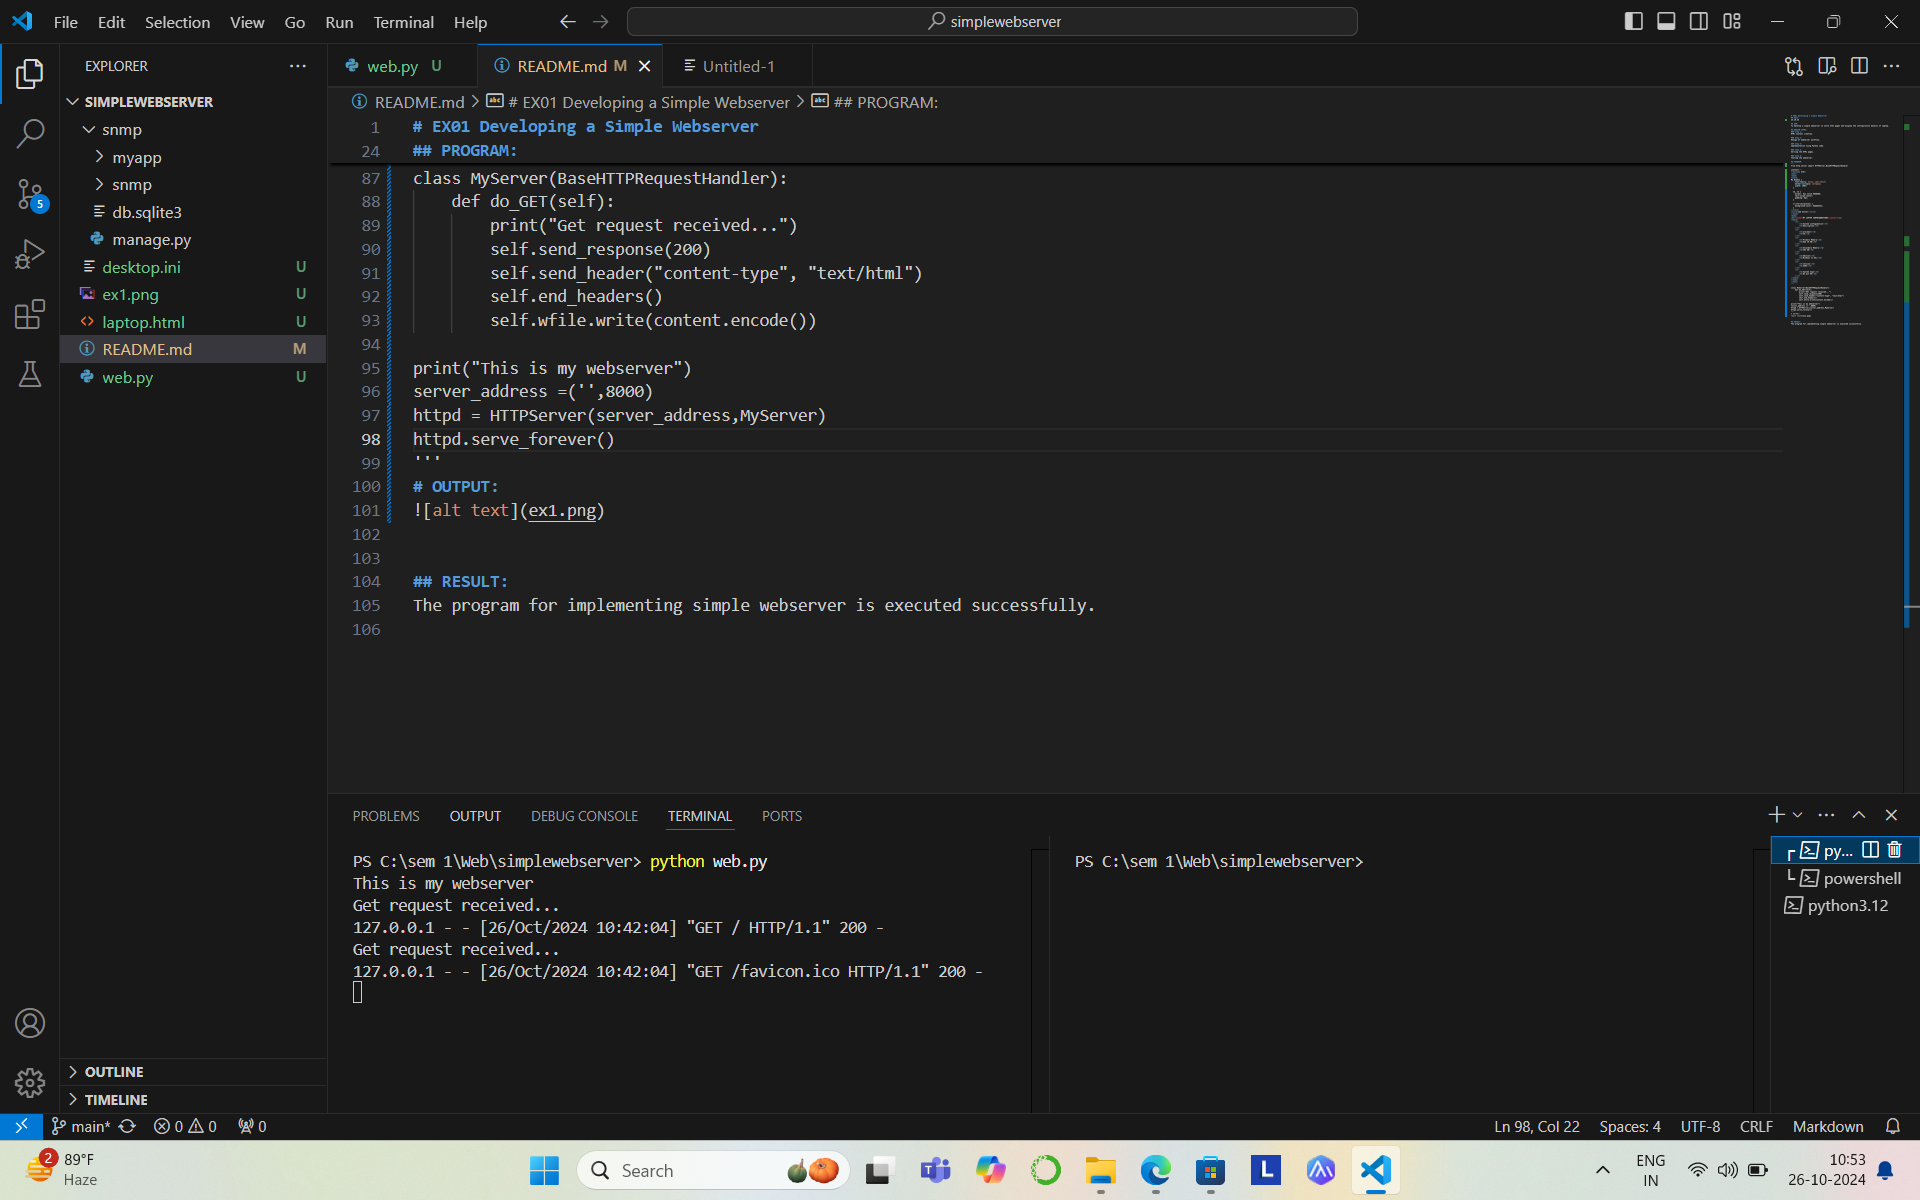 File Edit Selection View Go Run Terminal Help
simplewebserver
EXPLORER
SIMPLEWEBSERVER
snmp
myapp
snmp
db.sqlite3
manage.py
desktop.ini U
ex1.png U
laptop.html U
README.md M
web.py U
OUTLINE
TIMELINE
5
web.py U README.md M Untitled-1
README.md > # EX01 Developing a Simple Webserver > ## PROGRAM:
1 # EX01 Developing a Simple Webserver
24 ## PROGRAM:
87 class MyServer(BaseHTTPRequestHandler):
88 def do_GET(self):
89 print("Get request received...")
90 self.send_response(200)
91 self.send_header("content-type", "text/html")
92 self.end_headers()
93 self.wfile.write(content.encode())
94
95 print("This is my webserver")
96 server_address =('',8000)
97 httpd = HTTPServer(server_address,MyServer)
98 httpd.serve_forever()
99 '''
100 # OUTPUT:
101 ![alt text](ex1.png)
102
103
104 ## RESULT:
105 The program for implementing simple webserver is executed successfully.
106
PROBLEMS OUTPUT DEBUG CONSOLE TERMINAL PORTS
PS C:\sem 1\Web\simplewebserver> python web.py
This is my webserver
Get request received...
127.0.0.1 - - [26/Oct/2024 10:42:04] "GET / HTTP/1.1" 200 -
Get request received...
127.0.0.1 - - [26/Oct/2024 10:42:04] "GET /favicon.ico HTTP/1.1" 200 -
PS C:\sem 1\Web\simplewebserver>
py...
powershell
python3.12
main* 0 0 0
Ln 98, Col 22 Spaces: 4 UTF-8 CRLF Markdown
2
89°F
Haze
Search
L
ENG
IN
10:53
26-10-2024